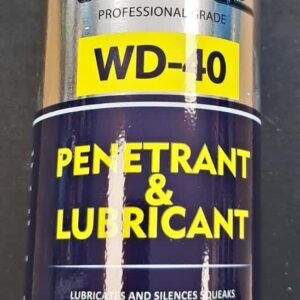 PROFESSIONAL GRADE
WD-40
PENETRANT
&
LUBRICANT
LUBRICATES AND SILENCES SQUEAKS